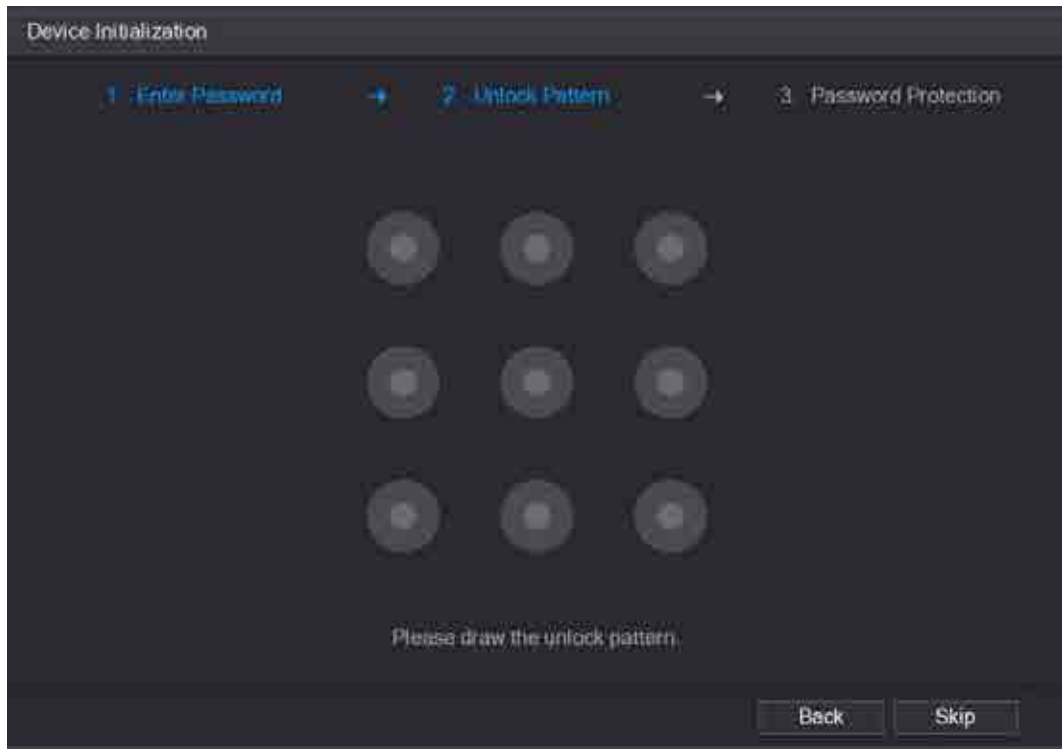 Device Initialization
1 Enter Password → 2 Unlock Pattern → 3 Password Protection
Please draw the unlock pattern.
Back Skip